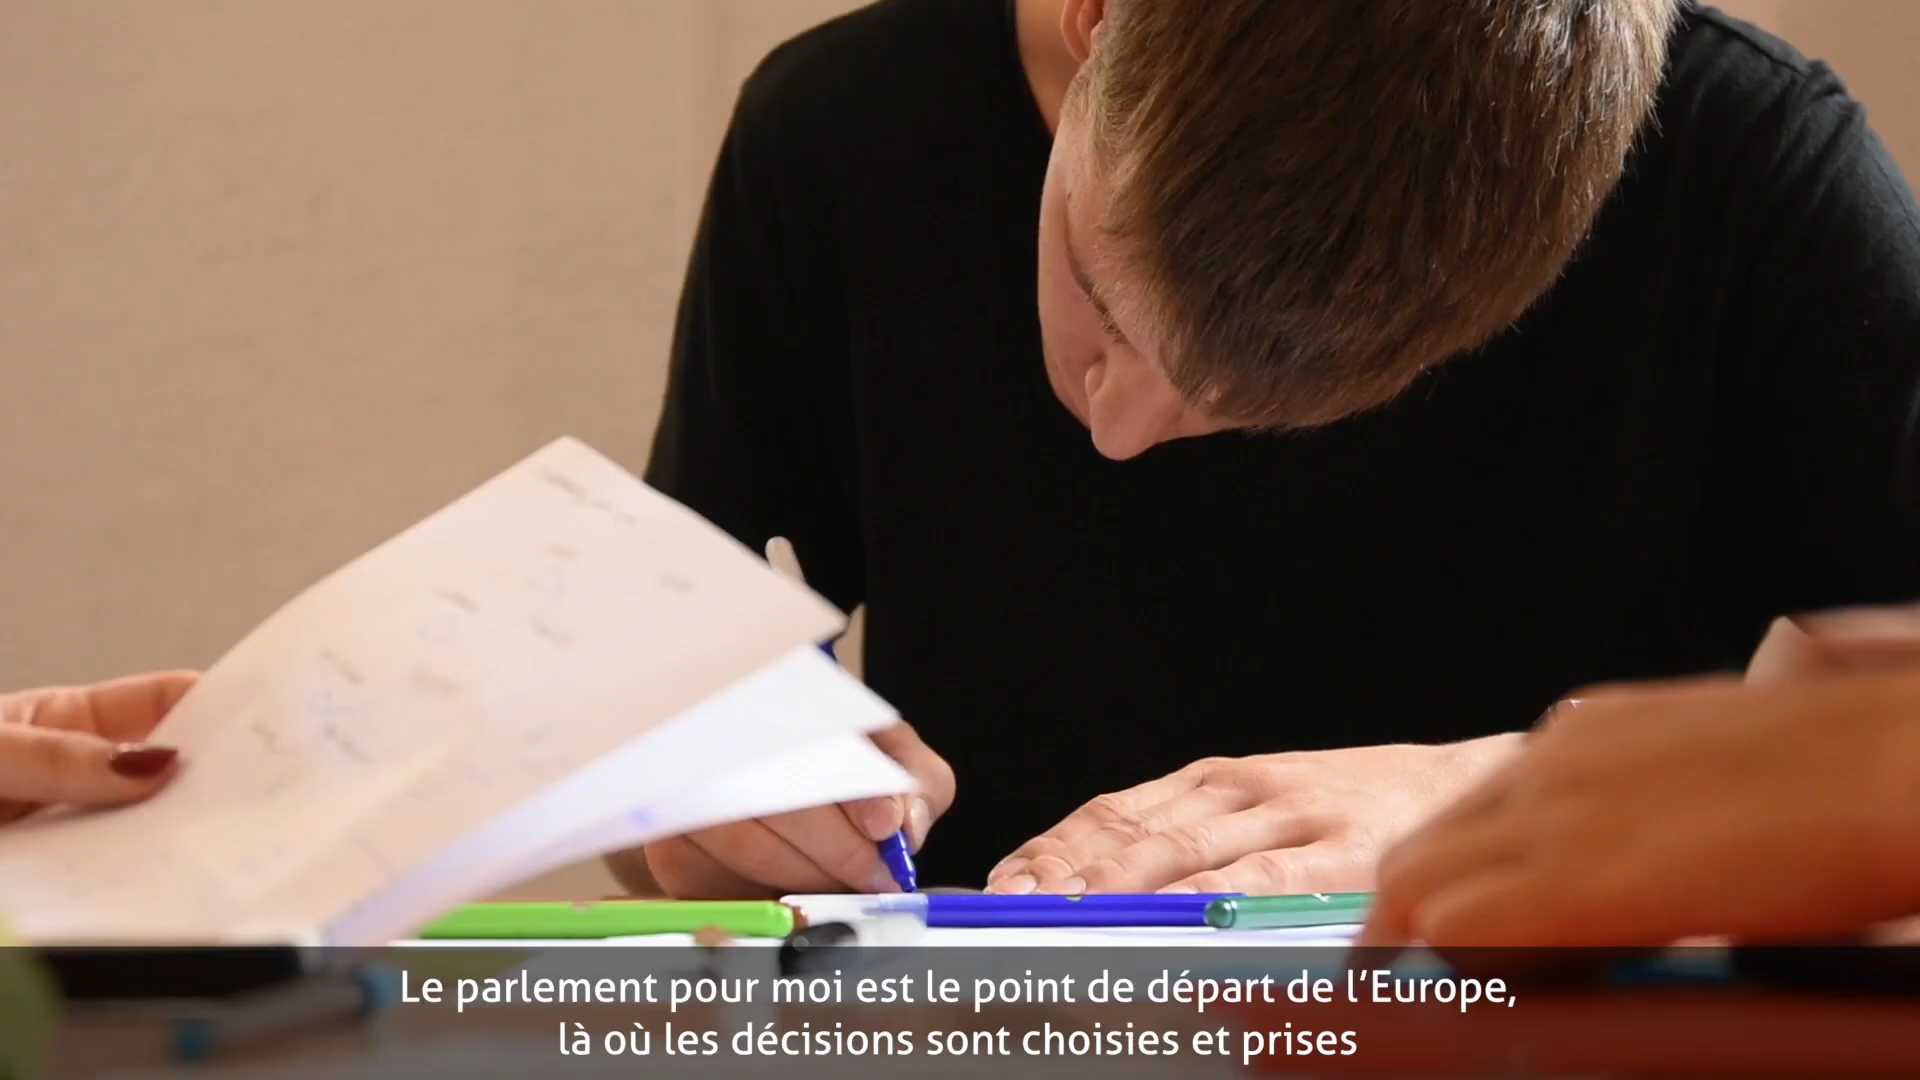 Le parlement pour moi est le point de départ de l’Europe,
là où les décisions sont choisies et prises